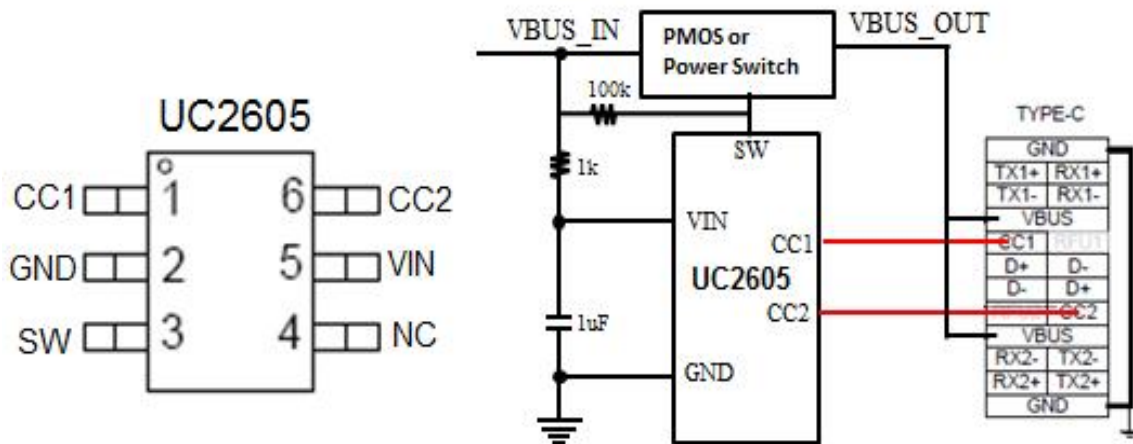 UC2605
CC1 1 6 CC2
GND 2 5 VIN
SW 3 4 NC
VBUS_IN
PMOS or
Power Switch
VBUS_OUT
100k
1k
1uF
SW
VIN
CC1
UC2605
CC2
GND
TYPE-C
GND
TX1+ RX1+
TX1- RX1-
VBUS
CC1 RFU1
D+ D-
D- D+
CC2
VBUS
RX2- TX2-
RX2+ TX2+
GND